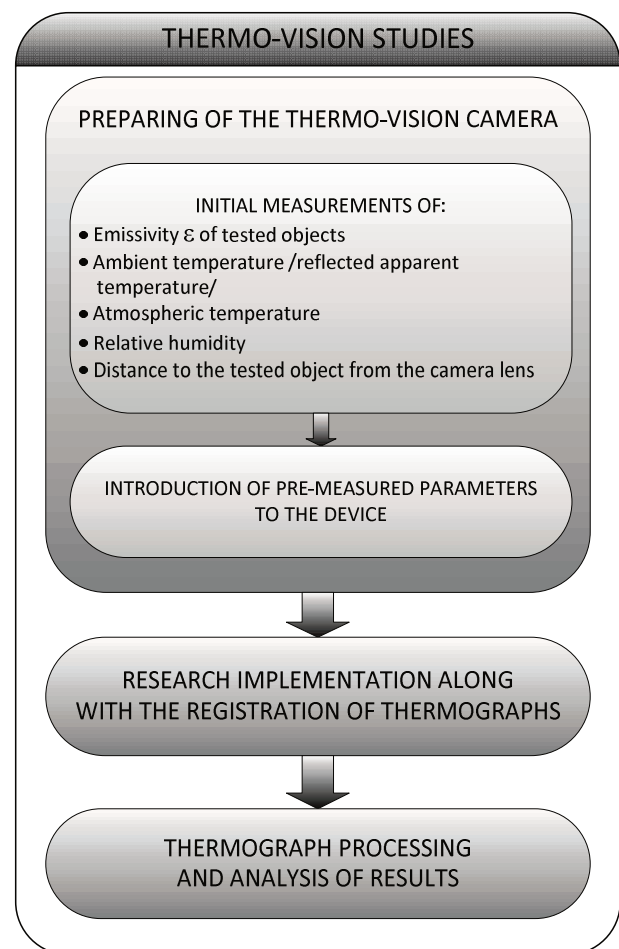 THERMO-VISION STUDIES
PREPARING OF THE THERMO-VISION CAMERA
INITIAL MEASUREMENTS OF:
• Emissivity ε of tested objects
• Ambient temperature /reflected apparent
temperature/
• Atmospheric temperature
• Relative humidity
• Distance to the tested object from the camera lens
INTRODUCTION OF PRE-MEASURED PARAMETERS
TO THE DEVICE
RESEARCH IMPLEMENTATION ALONG
WITH THE REGISTRATION OF THERMOGRAPHS
THERMOGRAPH PROCESSING
AND ANALYSIS OF RESULTS